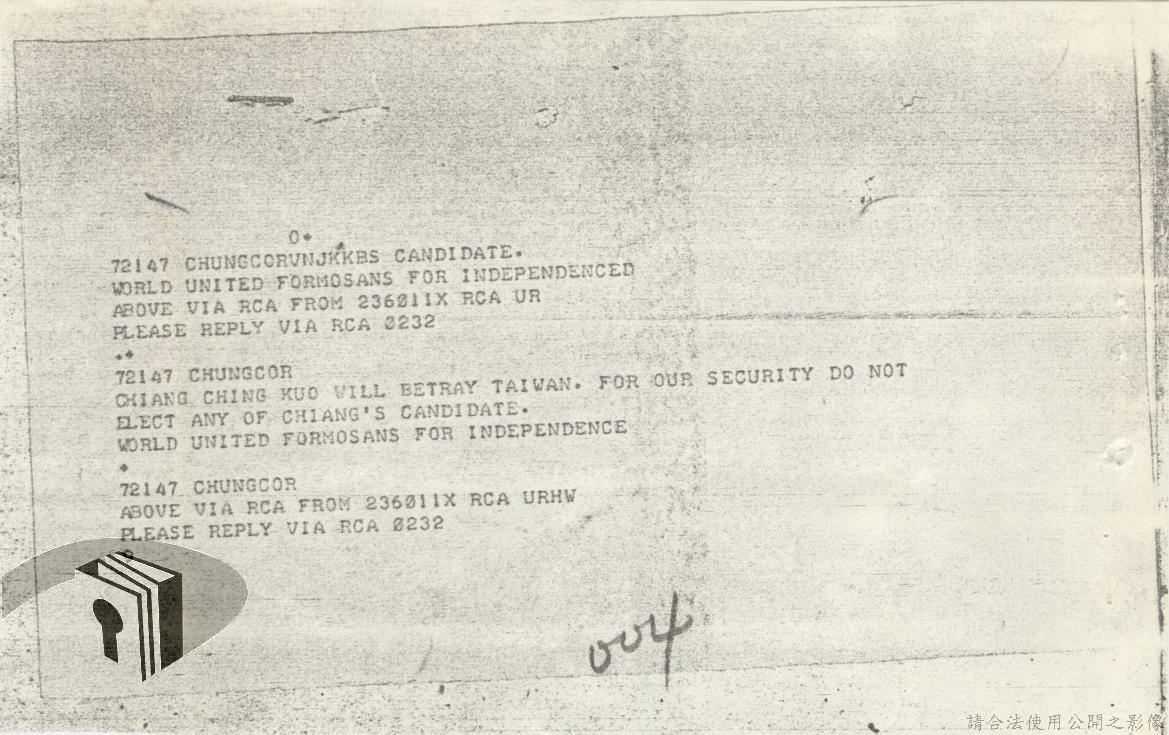 0*
72147 CHUNGCORVNJKKBS CANDIDATE.
WORLD UNITED FORMOSANS FOR INDEPENDENCED
ABOVE VIA RCA FROM 236011X RCA UR
PLEASE REPLY VIA RCA 0232
.*
72147 CHUNGCOR
CHIANG CHING KUO WILL BETRAY TAIWAN. FOR OUR SECURITY DO NOT
ELECT ANY OF CHIANG'S CANDIDATE.
WORLD UNITED FORMOSANS FOR INDEPENDENCE
*
72147 CHUNGCOR
ABOVE VIA RCA FROM 236011X RCA URHW
PLEASE REPLY VIA RCA 0232
004
請合法使用公開之影像